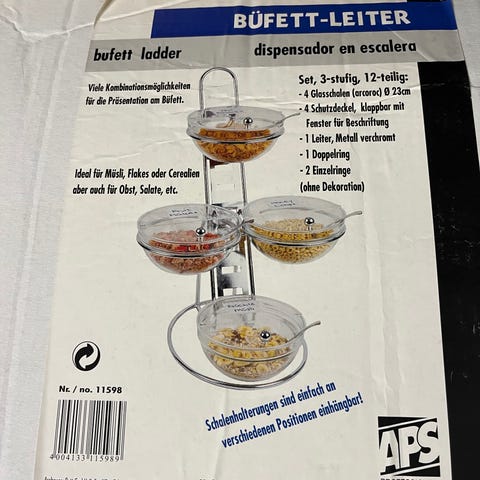 BÜFETT-LEITER
bufett ladder
dispensador en escalera
Viele Kombinationsmöglichkeiten
für die Präsentation am Büfett.
Set, 3-stufig, 12-teilig:
- 4 Glasschalen (arcoroc) Ø 23cm
- 4 Schutzdeckel, klappbar mit
Fenster für Beschriftung
- 1 Leiter, Metall verchromt
- 1 Doppelring
- 2 Einzelringe
(ohne Dekoration)
Ideal für Müsli, Flakes oder Cerealien
aber auch für Obst, Salate, etc.
Nr. / no. 11598
4 004133 115989
Schalenhalterungen sind einfach an
verschiedenen Positionen einhängbar!
APS